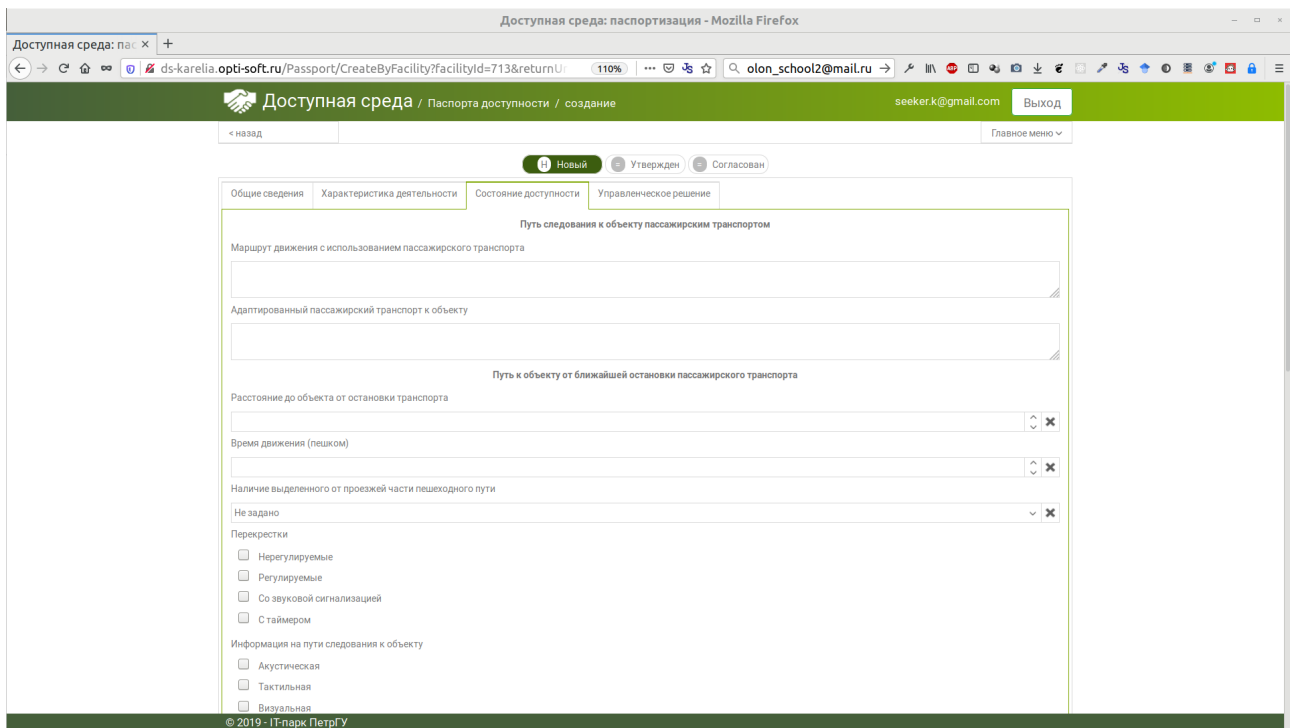 Доступная среда: паспортизация - Mozilla Firefox
Доступная среда: пас
ds-karelia.opti-soft.ru/Passport/CreateByFacility?facilityId=713&returnU 110% olon_school2@mail.ru
Доступная среда / Паспорта доступности / создание seeker.k@gmail.com Выход
< назад Главное меню
Н Новый = Утвержден = Согласован
Общие сведения Характеристика деятельности Состояние доступности Управленческое решение
Путь следования к объекту пассажирским транспортом
Маршрут движения с использованием пассажирского транспорта
Адаптированный пассажирский транспорт к объекту
Путь к объекту от ближайшей остановки пассажирского транспорта
Расстояние до объекта от остановки транспорта
Время движения (пешком)
Наличие выделенного от проезжей части пешеходного пути
Не задано
Перекрестки
Нерегулируемые
Регулируемые
Со звуковой сигнализацией
С таймером
Информация на пути следования к объекту
Акустическая
Тактильная
Визуальная
© 2019 - IT-парк ПетрГУ